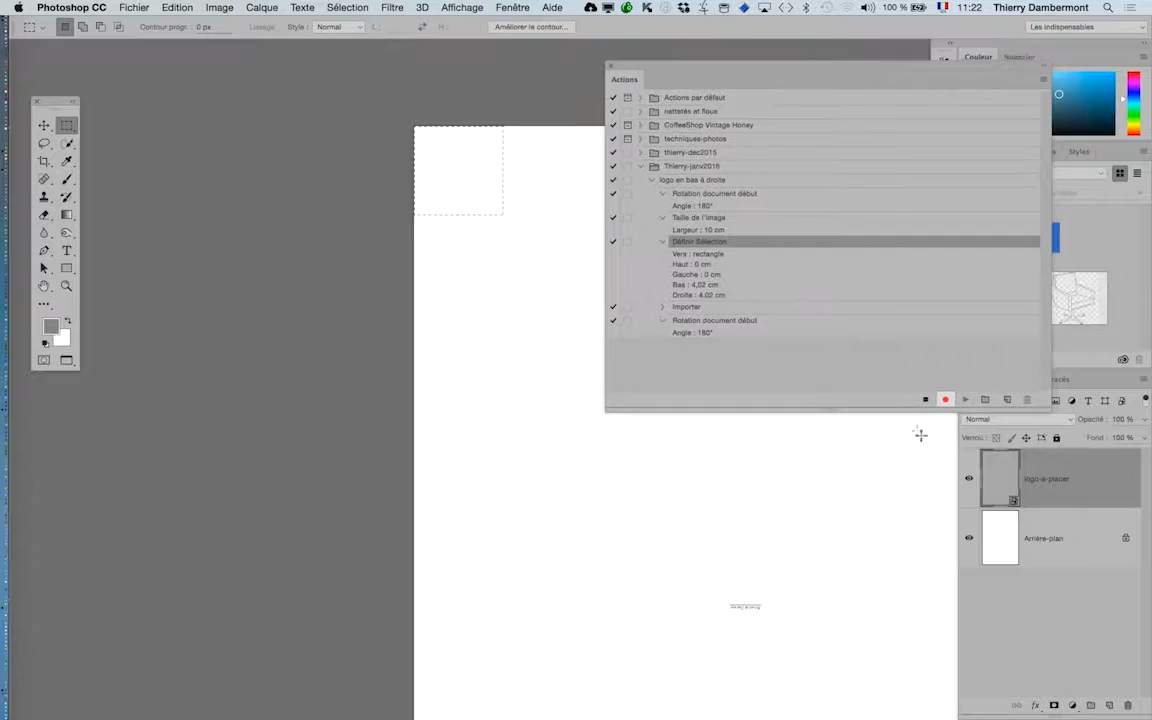 Photoshop CC Fichier Edition Image Calque Texte Sélection Filtre 3D Affichage Fenêtre Aide 100 % 11:22 Thierry Dambermont
Contour progr. : 0 px Lissage Style : Normal L : H : Améliorer le contour... Les indispensables
Couleur Nuancier
Actions
Actions par défaut
nettetés et flous
CoffeeShop Vintage Honey
techniques-photos
thierry-dec2015
Styles
Thierry-janv2016
logo en bas à droite
Rotation document début
Angle : 180°
Taille de l'image
Largeur : 10 cm
Définir Sélection
Vers : rectangle
Haut : 0 cm
Gauche : 0 cm
Bas : 4,02 cm
Droite : 4,02 cm
Importer
Rotation document début
Angle : 180°
racés
Normal Opacité : 100 %
Verrou : Fond : 100 %
logo-a-placer
Arrière-plan
fx